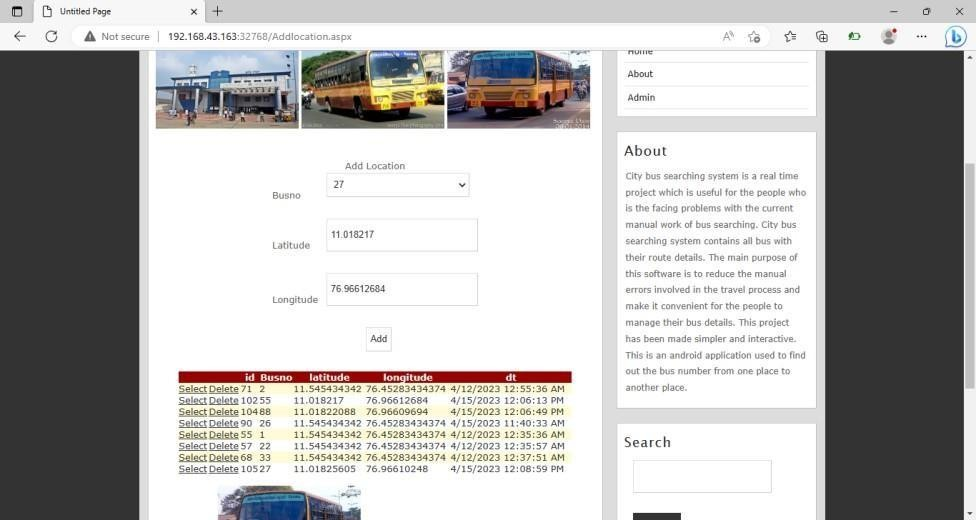 Untitled Page
Not secure
192.168.43.163:32768/Addlocation.aspx
Home
About
Admin
Add Location
Busno
27
Latitude
11.018217
Longitude
76.96612684
Add
id Busno latitude longitude dt
Select Delete 71 2 11.545434342 76.45283434374 4/12/2023 12:55:36 AM
Select Delete 102 55 11.018217 76.96612684 4/15/2023 12:06:13 PM
Select Delete 104 88 11.01822088 76.96609694 4/15/2023 12:06:49 PM
Select Delete 90 26 11.545434342 76.45283434374 4/15/2023 11:40:33 AM
Select Delete 55 1 11.545434342 76.45283434374 4/12/2023 12:35:36 AM
Select Delete 57 22 11.545434342 76.45283434374 4/12/2023 12:35:57 AM
Select Delete 68 33 11.545434342 76.45283434374 4/12/2023 12:37:51 AM
Select Delete 105 27 11.01825605 76.96610248 4/15/2023 12:08:59 PM
About
City bus searching system is a real time
project which is useful for the people who
is the facing problems with the current
manual work of bus searching. City bus
searching system contains all bus with
their route details. The main purpose of
this software is to reduce the manual
errors involved in the travel process and
make it convenient for the people to
manage their bus details. This project
has been made simpler and interactive.
This is an android application used to find
out the bus number from one place to
another place.
Search